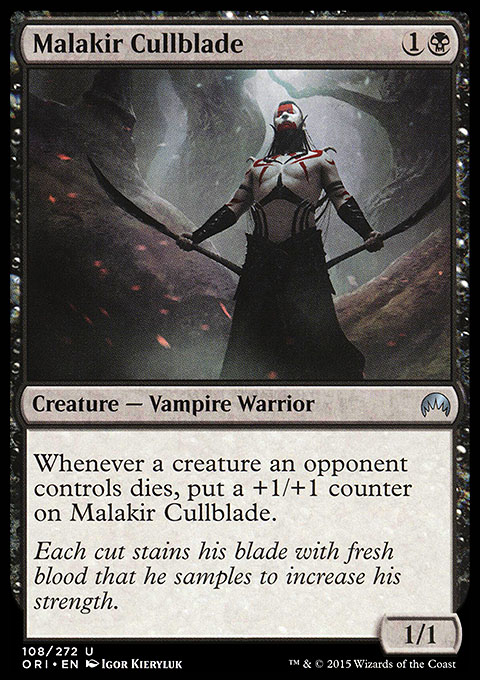 Malakir Cullblade 1
Creature — Vampire Warrior
Whenever a creature an opponent
controls dies, put a +1/+1 counter
on Malakir Cullblade.
Each cut stains his blade with fresh
blood that he samples to increase his
strength.
1/1
108/272 U
ORI • EN Igor Kieryluk ™ & © 2015 Wizards of the Coast